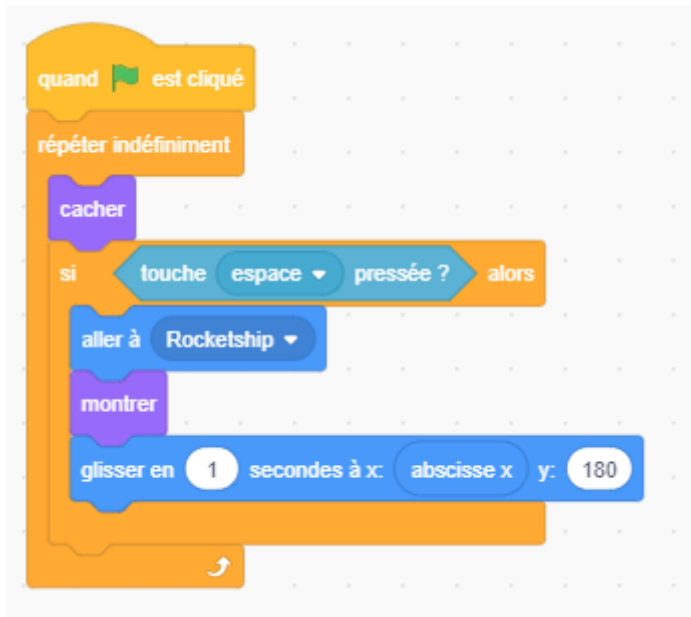 quand est cliqué
répéter indéfiniment
cacher
si touche espace pressée ? alors
aller à Rocketship
montrer
glisser en 1 secondes à x: abscisse x y: 180